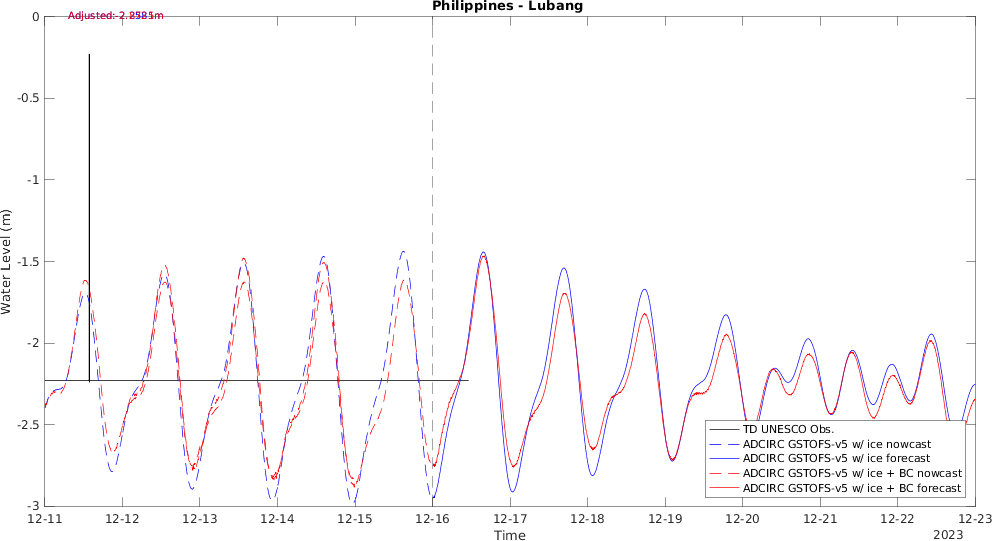 Philippines - Lubang
Adjusted:
0
-0.5
-1
-1.5
-2
-2.5
-3
Water Level (m)
12-11
12-12
12-13
12-14
12-15
12-16
12-17
12-18
12-19
12-20
12-21
12-22
12-23
Time
2023
TD UNESCO Obs.
ADCIRC GSTOFS-v5 w/ ice nowcast
ADCIRC GSTOFS-v5 w/ ice forecast
ADCIRC GSTOFS-v5 w/ ice + BC nowcast
ADCIRC GSTOFS-v5 w/ ice + BC forecast